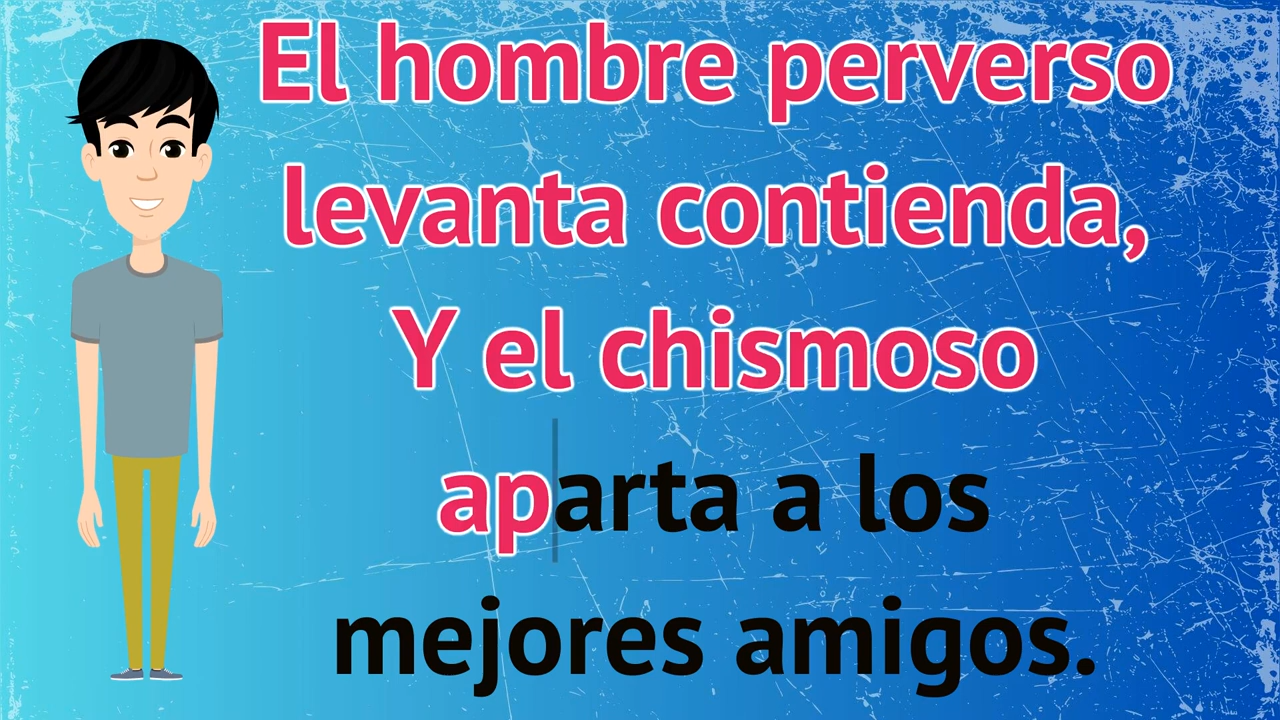 El hombre perverso
levanta contienda,
Y el chismoso
aparta a los
mejores amigos.